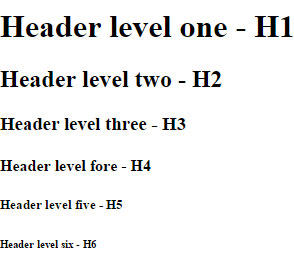 Header level one - H1
Header level two - H2
Header level three - H3
Header level fore - H4
Header level five - H5
Header level six - H6